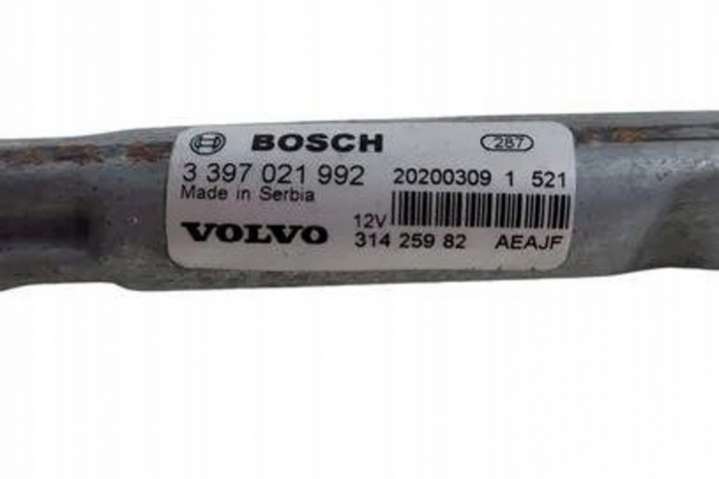 BOSCH 287
3 397 021 992 20200309 1 521
Made in Serbia
VOLVO 12V
314 259 82 AEAJF